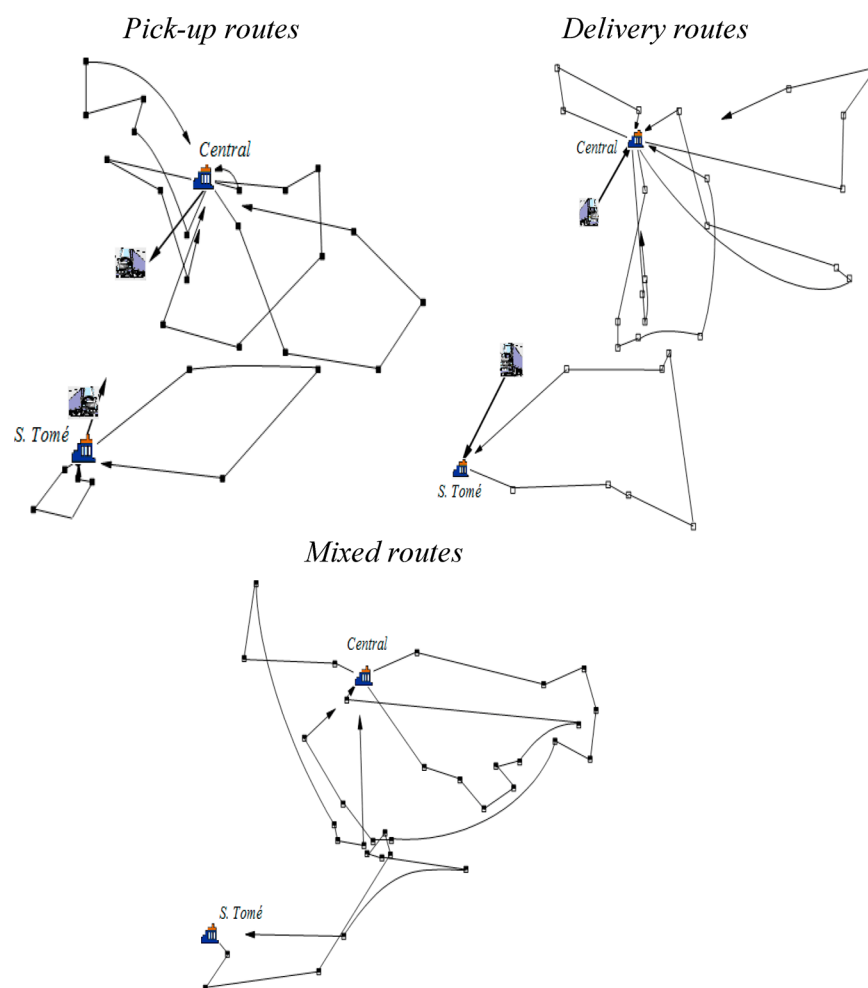 Pick-up routes
Delivery routes
Central
Central
S. Tomé
S. Tomé
Mixed routes
Central
S. Tomé